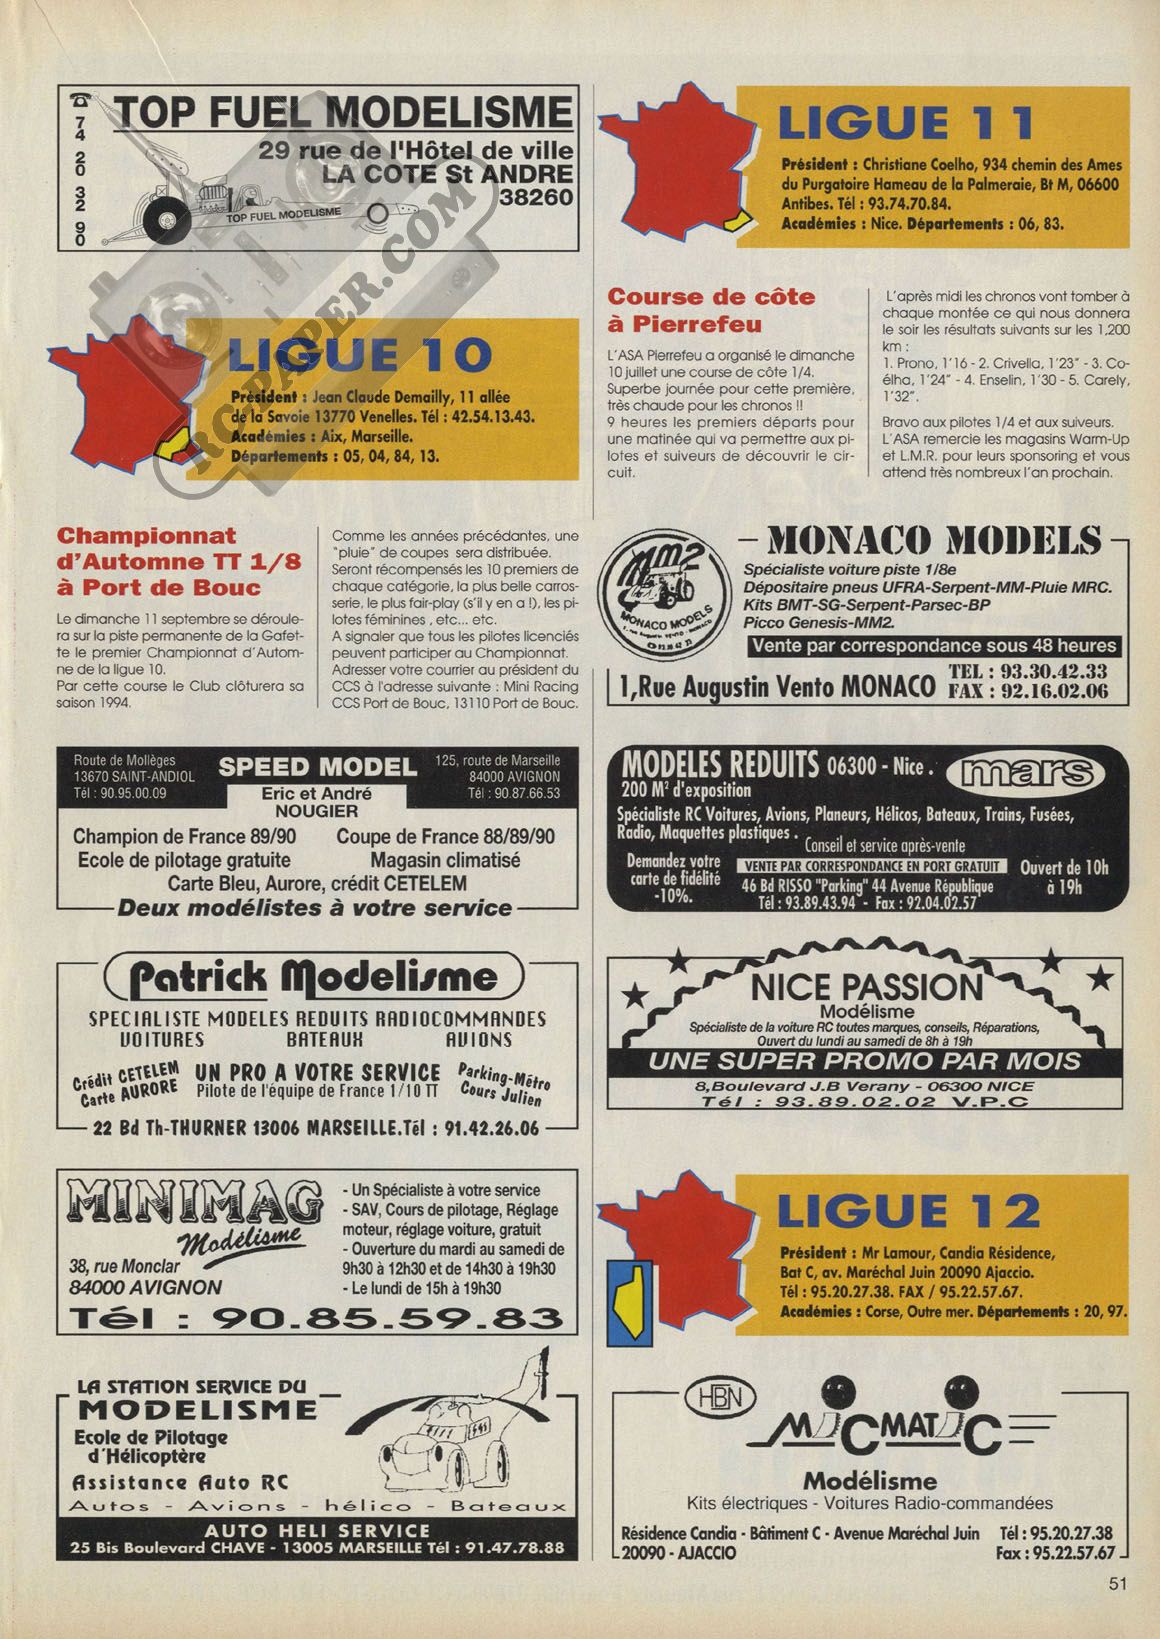 TOP FUEL MODELISME
☎ 74 20 32 90
29 rue de l'Hôtel de ville
LA COTE St ANDRE
38260
TOP FUEL MODELISME
RC-PAPER.COM
LIGUE 10
Président : Jean Claude Demailly, 11 allée
de la Savoie 13770 Venelles. Tél : 42.54.13.43.
Académies : Aix, Marseille.
Départements : 05, 04, 84, 13.
Championnat
d'Automne TT 1/8
à Port de Bouc
Le dimanche 11 septembre se déroule-
ra sur la piste permanente de la Gafet-
te le premier Championnat d'Autom-
ne de la ligue 10.
Par cette course le Club clôturera sa
saison 1994.
Comme les années précédantes, une
"pluie" de coupes sera distribuée.
Seront récompensés les 10 premiers de
chaque catégorie, la plus belle carros-
serie, le plus fair-play (s'il y en a !), les pi-
lotes féminines , etc... etc.
A signaler que tous les pilotes licenciés
peuvent participer au Championnat.
Adresser votre courrier au président du
CCS à l'adresse suivante : Mini Racing
CCS Port de Bouc, 13110 Port de Bouc.
Route de Mollèges
13670 SAINT-ANDIOL
Tél : 90.95.00.09
SPEED MODEL
Eric et André
NOUGIER
125, route de Marseille
84000 AVIGNON
Tél : 90.87.66.53
Champion de France 89/90 Coupe de France 88/89/90
Ecole de pilotage gratuite Magasin climatisé
Carte Bleu, Aurore, crédit CETELEM
Deux modélistes à votre service
Patrick Modelisme
SPECIALISTE MODELES REDUITS RADIOCOMMANDES
VOITURES BATEAUX AVIONS
Crédit CETELEM
Carte AURORE
UN PRO A VOTRE SERVICE
Pilote de l'équipe de France 1/10 TT
Parking-Métro
Cours Julien
22 Bd Th-THURNER 13006 MARSEILLE.Tél : 91.42.26.06
MINIMAG
Modélisme
38, rue Monclar
84000 AVIGNON
- Un Spécialiste à votre service
- SAV, Cours de pilotage, Réglage
moteur, réglage voiture, gratuit
- Ouverture du mardi au samedi de
9h30 à 12h30 et de 14h30 à 19h30
- Le lundi de 15h à 19h30
Tél : 90.85.59.83
LA STATION SERVICE DU
MODELISME
Ecole de Pilotage
d'Hélicoptère
Assistance Auto RC
Autos - Avions - hélico - Bateaux
AUTO HELI SERVICE
25 Bis Boulevard CHAVE - 13005 MARSEILLE Tél : 91.47.78.88
LIGUE 11
Président : Christiane Coelho, 934 chemin des Ames
du Purgatoire Hameau de la Palmeraie, Bt M, 06600
Antibes. Tél : 93.74.70.84.
Académies : Nice. Départements : 06, 83.
Course de côte
à Pierrefeu
L'ASA Pierrefeu a organisé le dimanche
10 juillet une course de côte 1/4.
Superbe journée pour cette première,
très chaude pour les chronos !!
9 heures les premiers départs pour
une matinée qui va permettre aux pi-
lotes et suiveurs de découvrir le cir-
cuit.
L'après midi les chronos vont tomber à
chaque montée ce qui nous donnera
le soir les résultats suivants sur les 1,200
km :
1. Prono, 1'16 - 2. Crivella, 1'23" - 3. Co-
élha, 1'24" - 4. Enselin, 1'30 - 5. Carely,
1'32".
Bravo aux pilotes 1/4 et aux suiveurs.
L'ASA remercie les magasins Warm-Up
et L.M.R. pour leurs sponsoring et vous
attend très nombreux l'an prochain.
MM2
MONACO MODELS
MONACO MODELS
Spécialiste voiture piste 1/8e
Dépositaire pneus UFRA-Serpent-MM-Pluie MRC.
Kits BMT-SG-Serpent-Parsec-BP
Picco Genesis-MM2.
Vente par correspondance sous 48 heures
1,Rue Augustin Vento MONACO
TEL : 93.30.42.33
FAX : 92.16.02.06
MODELES REDUITS 06300 - Nice .
mars
200 M² d'exposition
Spécialiste RC Voitures, Avions, Planeurs, Hélicos, Bateaux, Trains, Fusées,
Radio, Maquettes plastiques .
Conseil et service après-vente
Demandez votre
carte de fidélité
-10%.
VENTE PAR CORRESPONDANCE EN PORT GRATUIT
46 Bd RISSO "Parking" 44 Avenue République
Tél : 93.89.43.94 - Fax : 92.04.02.57
Ouvert de 10h
à 19h
NICE PASSION
Modélisme
Spécialiste de la voiture RC toutes marques, conseils, Réparations,
Ouvert du lundi au samedi de 8h à 19h
UNE SUPER PROMO PAR MOIS
8,Boulevard J.B Verany - 06300 NICE
Tél : 93.89.02.02 V.P.C
LIGUE 12
Président : Mr Lamour, Candia Résidence,
Bat C, av. Maréchal Juin 20090 Ajaccio.
Tél : 95.20.27.38. FAX / 95.22.57.67.
Académies : Corse, Outre mer. Départements : 20, 97.
HBN
MICMATIC
Modélisme
Kits électriques - Voitures Radio-commandées
Résidence Candia - Bâtiment C - Avenue Maréchal Juin Tél : 95.20.27.38
20090 - AJACCIO Fax : 95.22.57.67
51